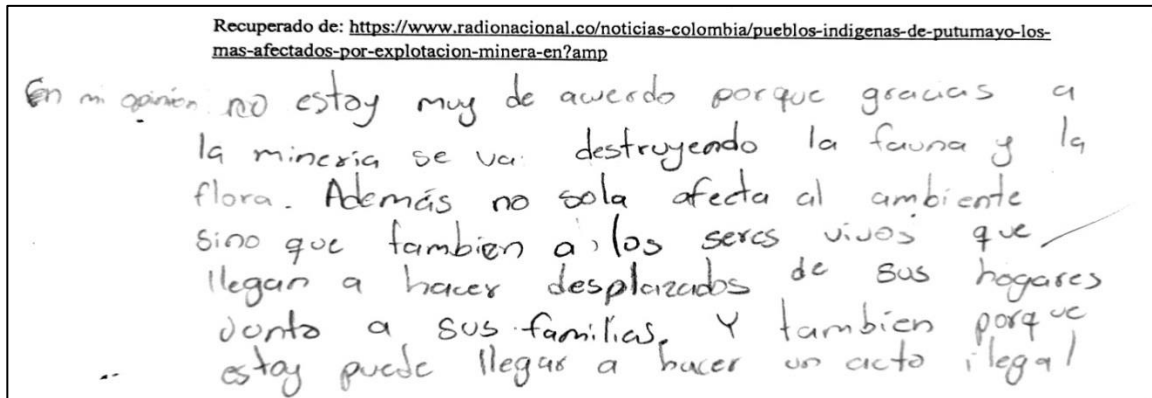 Recuperado de: https://www.radionacional.co/noticias-colombia/pueblos-indigenas-de-putumayo-los-
mas-afectados-por-explotacion-minera-en?amp
En mi opinión no estoy muy de acuerdo porque gracias a
la mineria se va destruyendo la fauna y la
flora. Además no sola afecta al ambiente
sino que tambien a los seres vivos que
llegan a hacer desplazados de sus hogares
Junto a sus familias. Y tambien porque
estoy puede llegar a hacer un acto ilegal